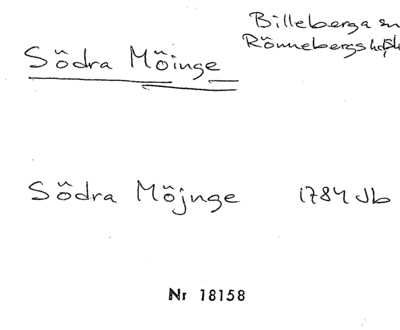 Billeberga sn
Rönnebergs hd
Södra Möinge
Södra Möjnge 1784 Jb
Nr 18158